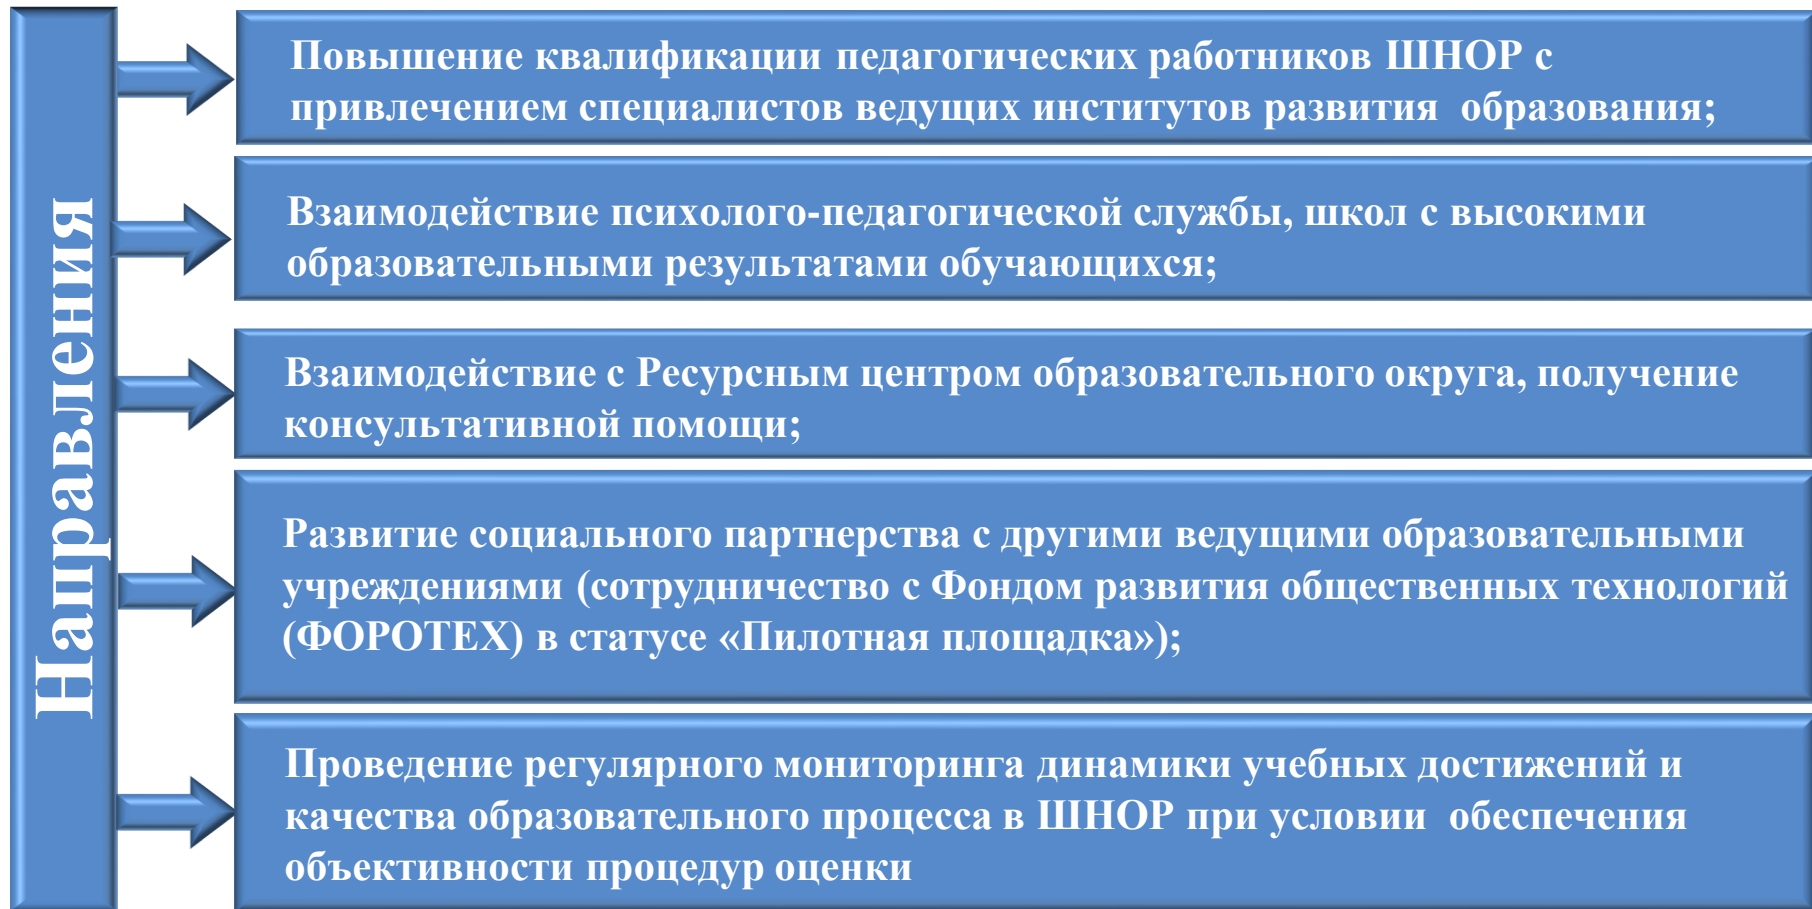 Направления
Повышение квалификации педагогических работников ШНОР с
привлечением специалистов ведущих институтов развития образования;
Взаимодействие психолого-педагогической службы, школ с высокими
образовательными результатами обучающихся;
Взаимодействие с Ресурсным центром образовательного округа, получение
консультативной помощи;
Развитие социального партнерства с другими ведущими образовательными
учреждениями (сотрудничество с Фондом развития общественных технологий
(ФОРОТЕХ) в статусе «Пилотная площадка»);
Проведение регулярного мониторинга динамики учебных достижений и
качества образовательного процесса в ШНОР при условии обеспечения
объективности процедур оценки